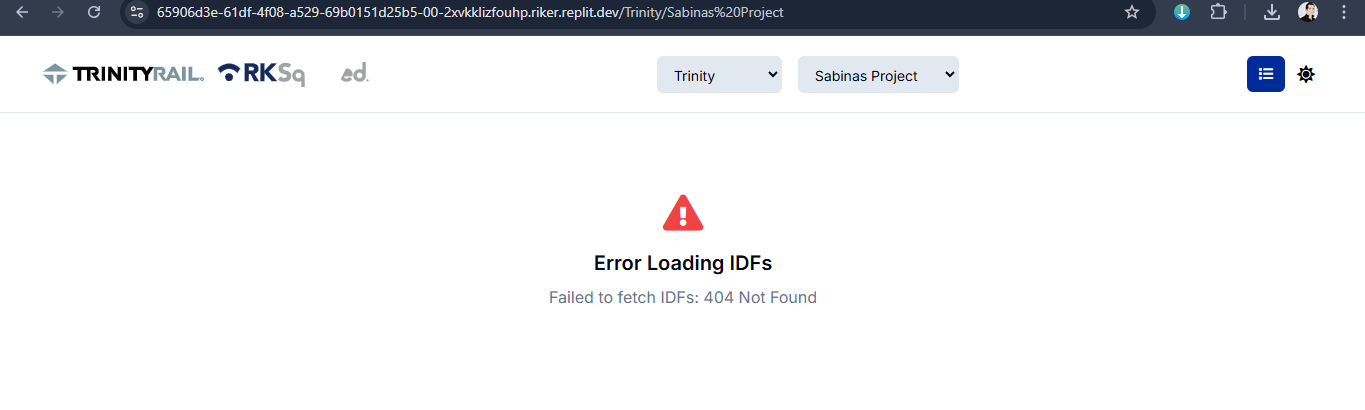 65906d3e-61df-4f08-a529-69b0151d25b5-00-2xvkklizfouhp.riker.replit.dev/Trinity/Sabinas%20Project
TRINITYRAIL
RKSq
ed.
Trinity
Sabinas Project
Error Loading IDFs
Failed to fetch IDFs: 404 Not Found